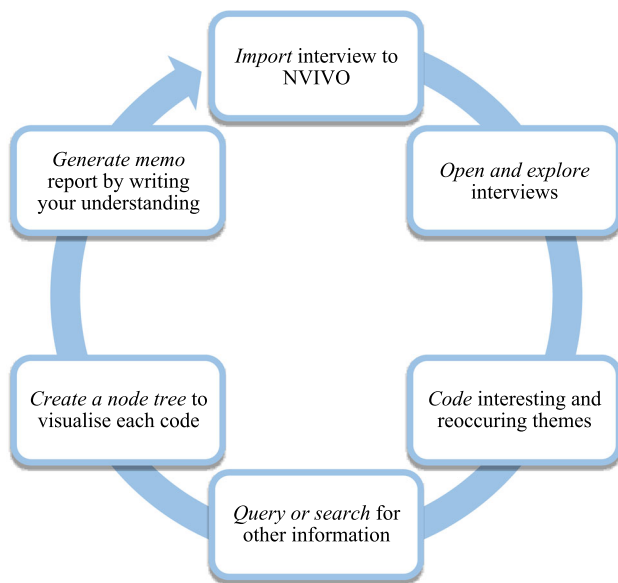 Import interview to
NVIVO
Open and explore
interviews
Code interesting and
reoccuring themes
Query or search for
other information
Create a node tree to
visualise each code
Generate memo
report by writing
your understanding